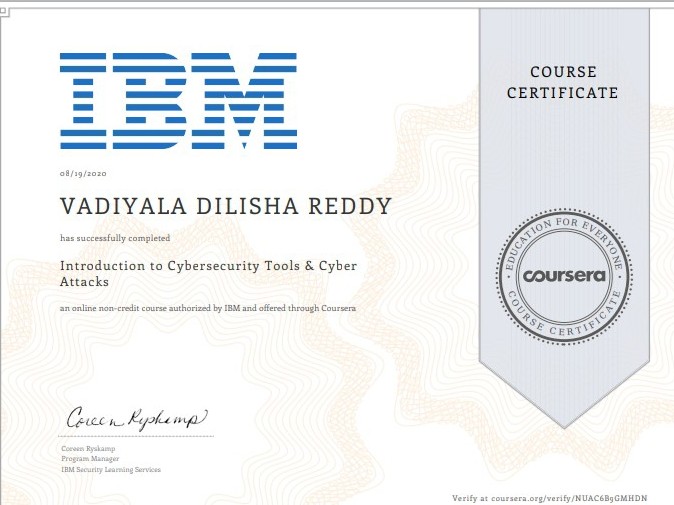 IBM
COURSE
CERTIFICATE
08/19/2020
VADIYALA DILISHA REDDY
has successfully completed
Introduction to Cybersecurity Tools & Cyber
Attacks
an online non-credit course authorized by IBM and offered through Coursera
EDUCATION FOR EVERYONE
coursera
COURSE CERTIFICATE
Coreen Ryskamp
Coreen Ryskamp
Program Manager
IBM Security Learning Services
Verify at coursera.org/verify/NUAC6B9GMHDN